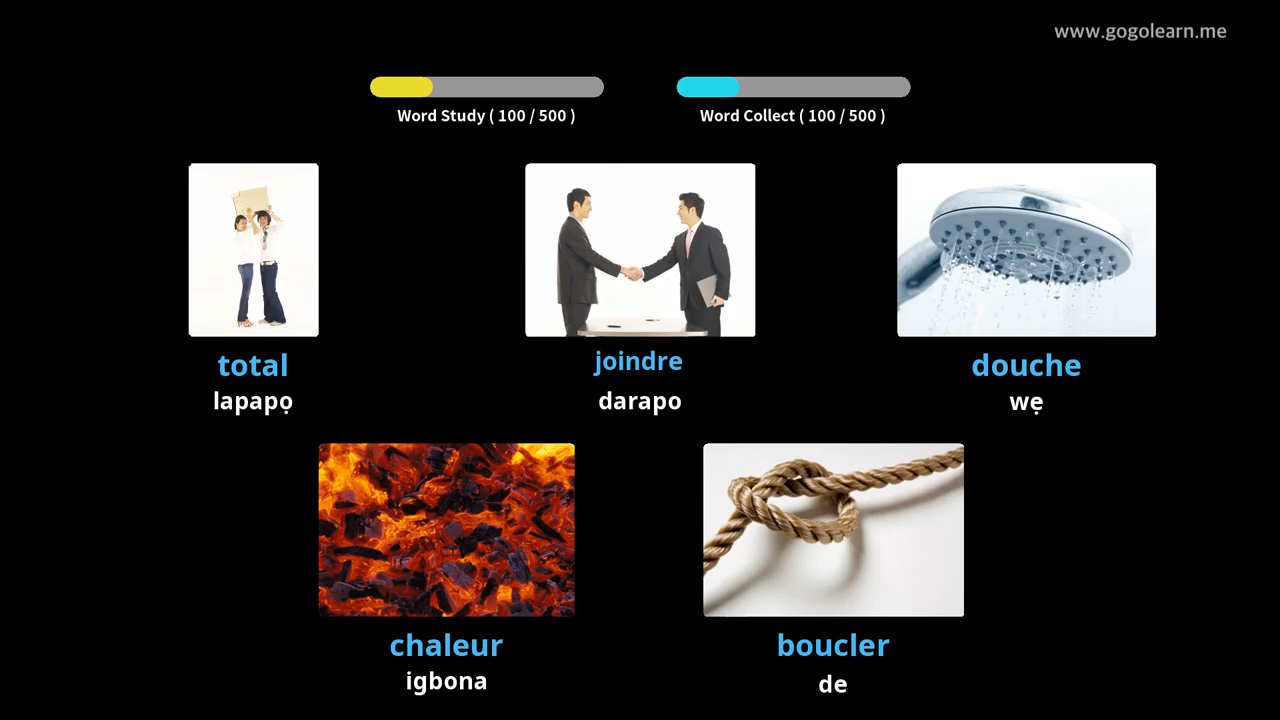 www.gogolearn.me
Word Study ( 100 / 500 )
Word Collect ( 100 / 500 )
total
lapapọ
joindre
darapo
douche
wẹ
chaleur
igbona
boucler
de